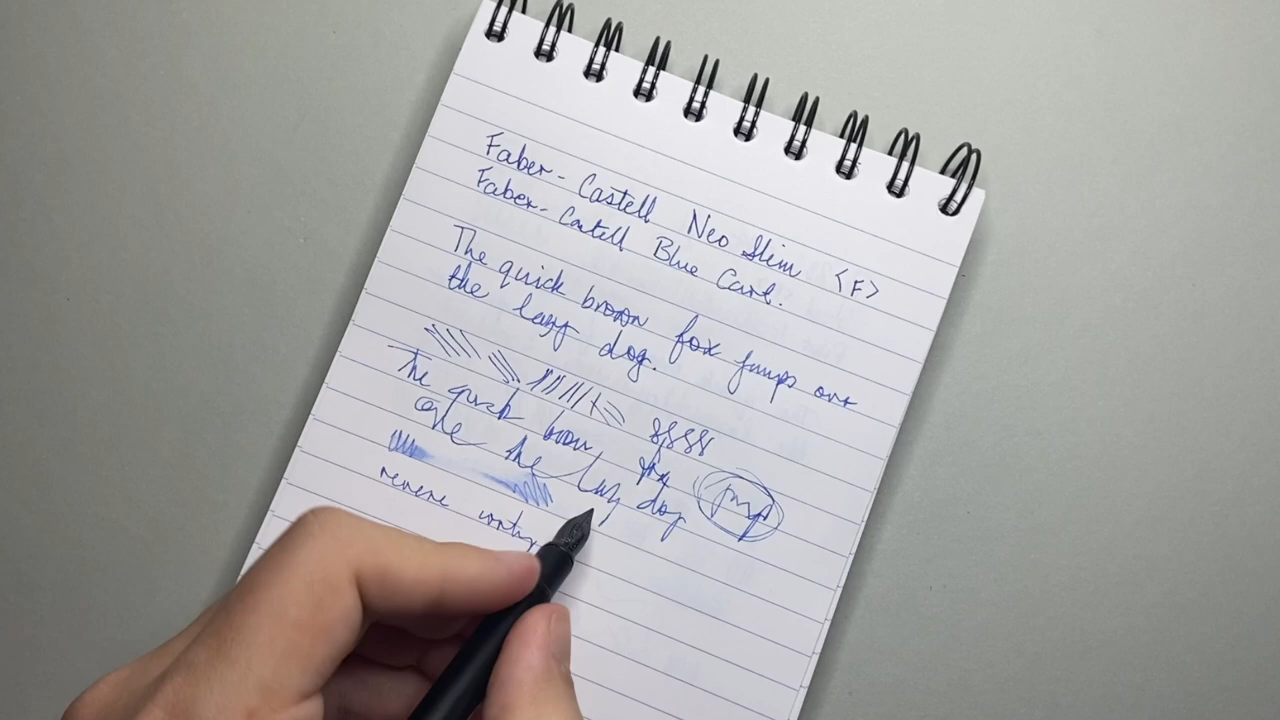 Faber-Castell Neo Slim <F>
Faber-Castell Blue Cart.
The quick brown fox jumps over
the lazy dog.
The quick brown fox jump
over the lazy dog
reverse writing